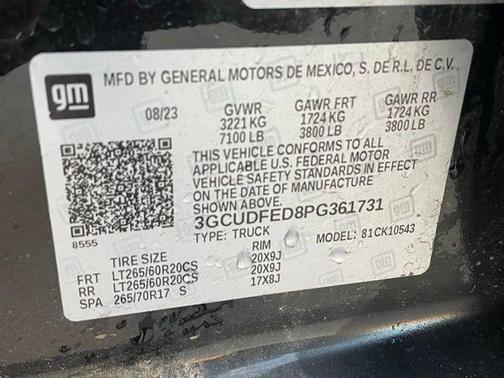 gm
MFD BY GENERAL MOTORS DE MEXICO, S. DE R.L. DE C.V.,
08/23 GVWR GAWR FRT GAWR RR
3221 KG 1724 KG 1724 KG
7100 LB 3800 LB 3800 LB
THIS VEHICLE CONFORMS TO ALL
APPLICABLE U.S. FEDERAL MOTOR
VEHICLE SAFETY STANDARDS IN EFFECT
ON THE DATE OF MANUFACTURE
SHOWN ABOVE.
3GCUDFED8PG361731
8555 TYPE: TRUCK MODEL: 81CK10543
TIRE SIZE RIM
FRT LT265/60R20CS 20X9J
RR LT265/60R20CS 20X9J
SPA 265/70R17 S 17X8J